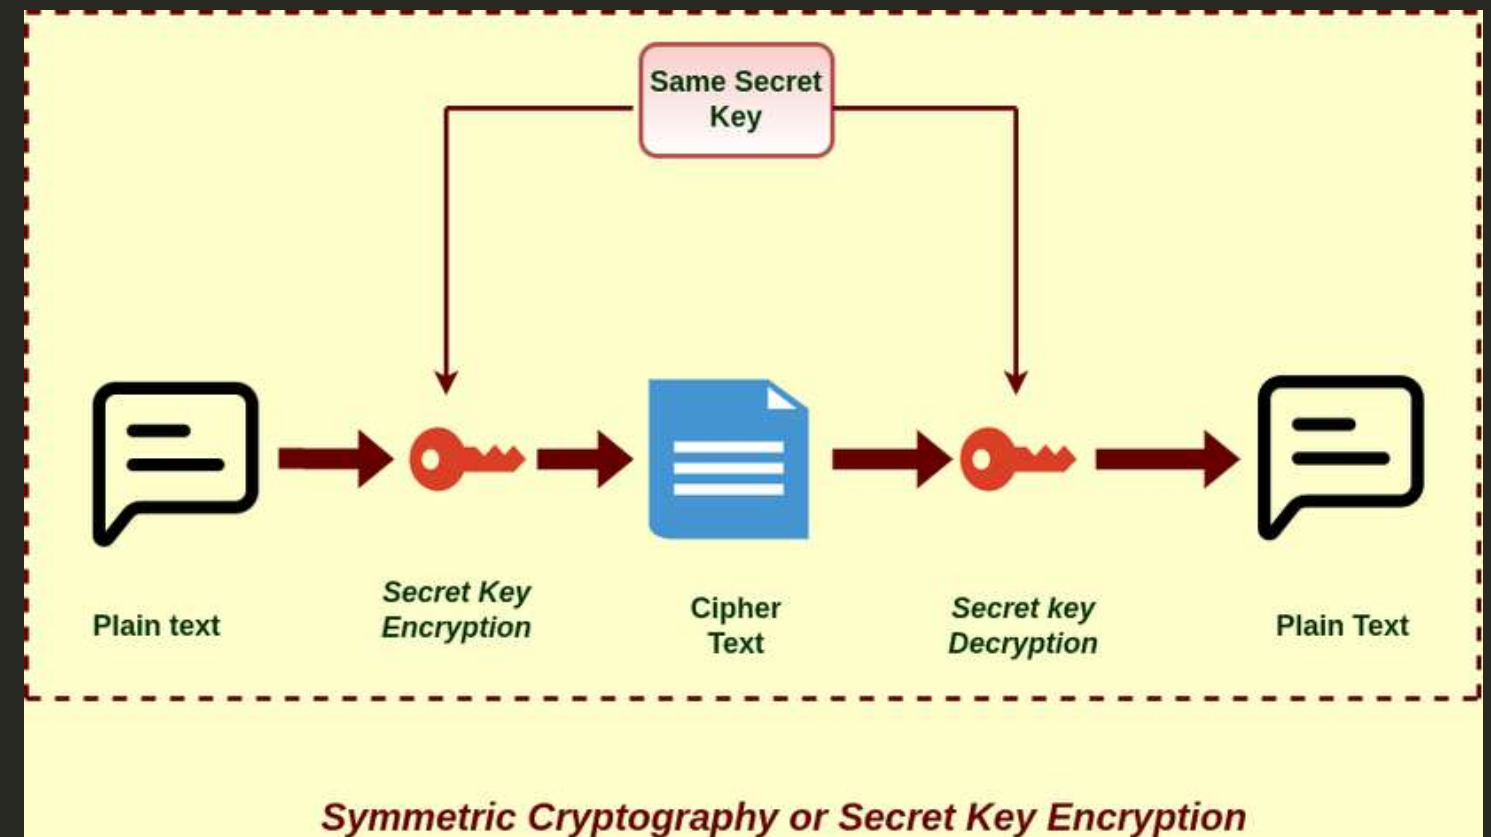 Same Secret
Key
Plain text
Secret Key
Encryption
Cipher
Text
Secret key
Decryption
Plain Text
Symmetric Cryptography or Secret Key Encryption